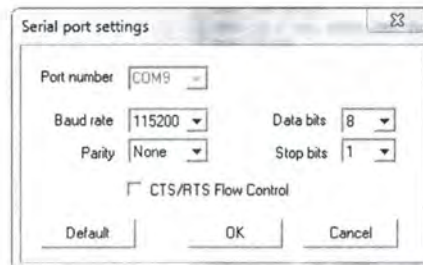 Serial port settings
Port number COM9
Baud rate 115200 Data bits 8
Parity None Stop bits 1
CTS/RTS Flow Control
Default OK Cancel